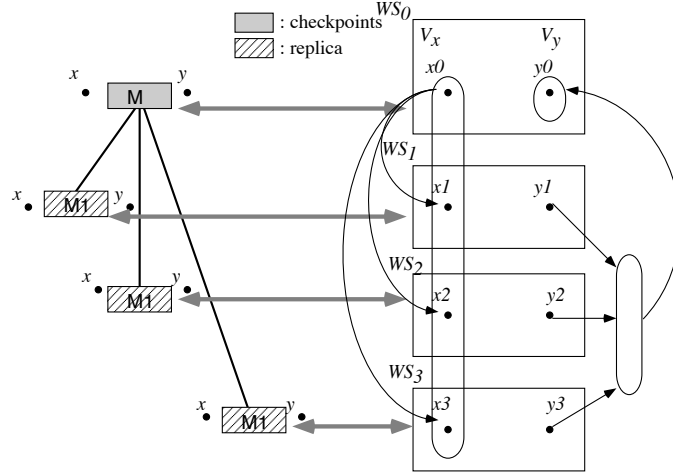 : checkpoints
: replica
WS0
Vx Vy
x0 y0
x M y
WS1
x1 y1
x M1 y
WS2
x2 y2
x M1 y
WS3
x3 y3
x M1 y